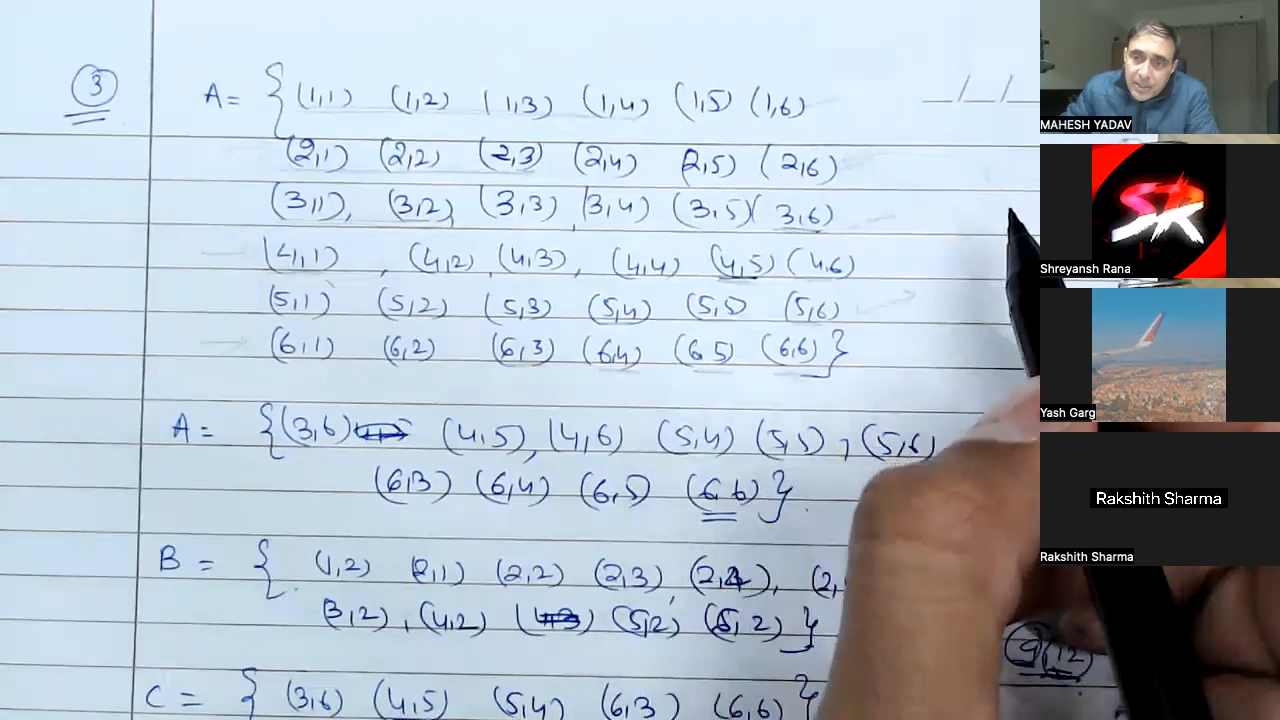 ③ A= { (1,1) (1,2) (1,3) (1,4) (1,5) (1,6) _/_/_
(2,1) (2,2) (2,3) (2,4) (2,5) (2,6)
(3,1), (3,2), (3,3), (3,4) (3,5) (3,6)
(4,1), (4,2), (4,3), (4,4) (4,5) (4,6)
(5,1) (5,2) (5,3) (5,4) (5,5) (5,6)
(6,1) (6,2) (6,3) (6,4) (6 5) (6,6) }
A= {(3,6) (4,5), (4,6) (5,4) (5,5), (5,6)
(6,3) (6,4) (6,5) (6,6) }
B = { (1,2) (2,1) (2,2) (2,3) (2,4), (2,
(3,2), (4,2) (5,2) (6,2) }
9,12
C = { (3,6) (4,5) (5,4) (6,3) (6,6) }
MAHESH YADAV
SR
Shreyansh Rana
Yash Garg
Rakshith Sharma
Rakshith Sharma